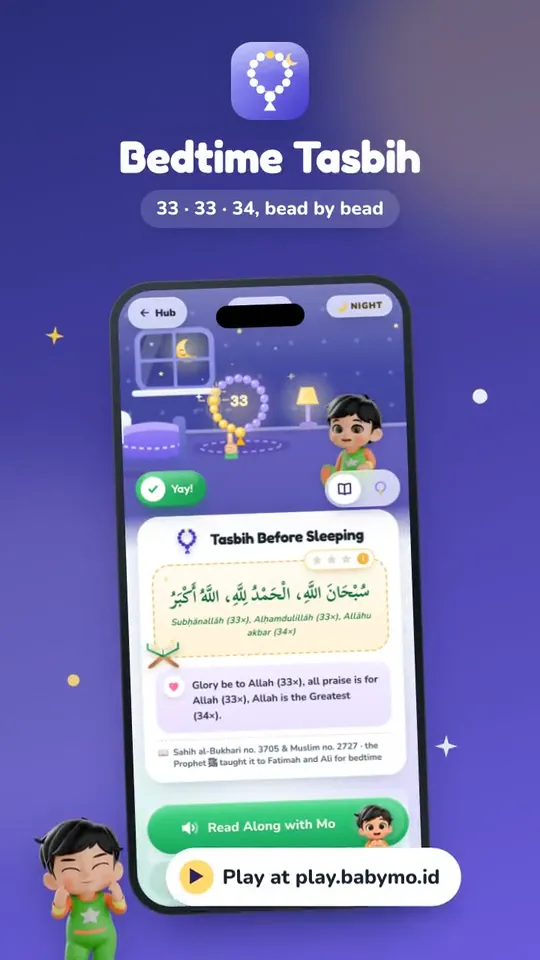 Bedtime Tasbih
33 · 33 · 34, bead by bead
← Hub
NIGHT
33
Yay!
Tasbih Before Sleeping
سُبْحَانَ اللَّهِ، الْحَمْدُ لِلَّهِ، اللَّهُ أَكْبَرُ
Subḥānallāh (33×), Alḥamdulillāh (33×), Allāhu
akbar (34×)
Glory be to Allah (33×), all praise is for
Allah (33×), Allah is the Greatest
(34×).
Sahih al-Bukhari no. 3705 & Muslim no. 2727 · the
Prophet ﷺ taught it to Fatimah and Ali for bedtime
Read Along with Mo
Play at play.babymo.id